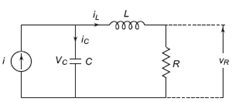 i_L L
i_C
i V_C C R v_R